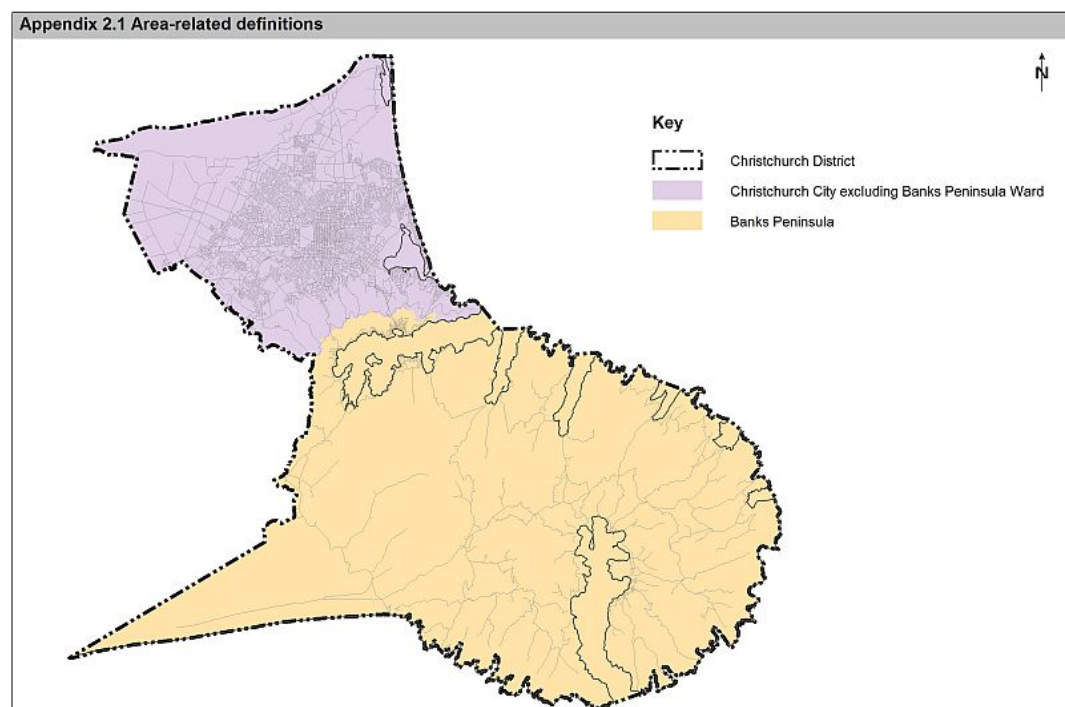 Appendix 2.1 Area-related definitions
N
Key
Christchurch District
Christchurch City excluding Banks Peninsula Ward
Banks Peninsula